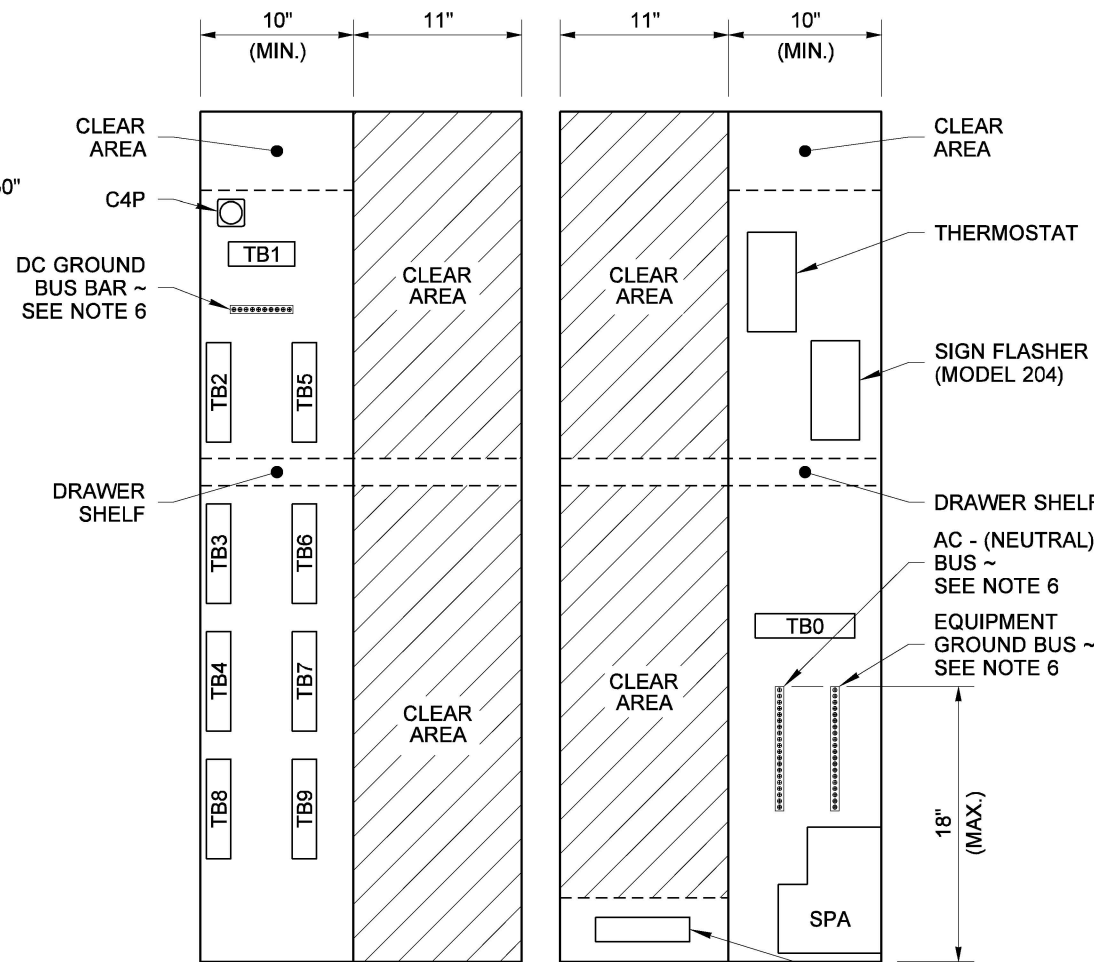 10"
(MIN.)
11"
11"
10"
(MIN.)
CLEAR
AREA
C4P
DC GROUND
BUS BAR ~
SEE NOTE 6
DRAWER
SHELF
TB1
TB2
TB5
TB3
TB6
TB4
TB7
TB8
TB9
CLEAR
AREA
CLEAR
AREA
CLEAR
AREA
CLEAR
AREA
TB0
SPA
CLEAR
AREA
THERMOSTAT
SIGN FLASHER
(MODEL 204)
DRAWER SHELF
AC - (NEUTRAL)
BUS ~
SEE NOTE 6
EQUIPMENT
GROUND BUS ~
SEE NOTE 6
18"
(MAX.)